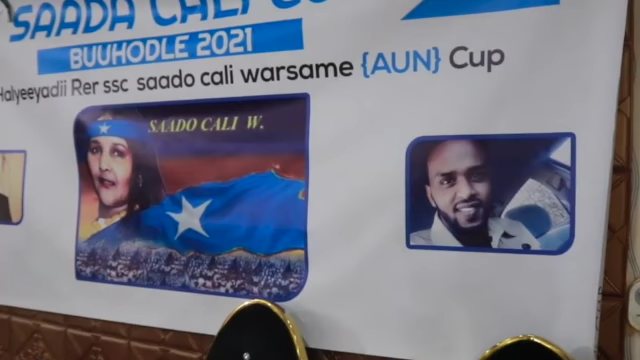 SAADA CALI
BUUHODLE 2021
Halyeeyadii Rer ssc saado cali warsame {AUN} Cup
SAADO CALI W.